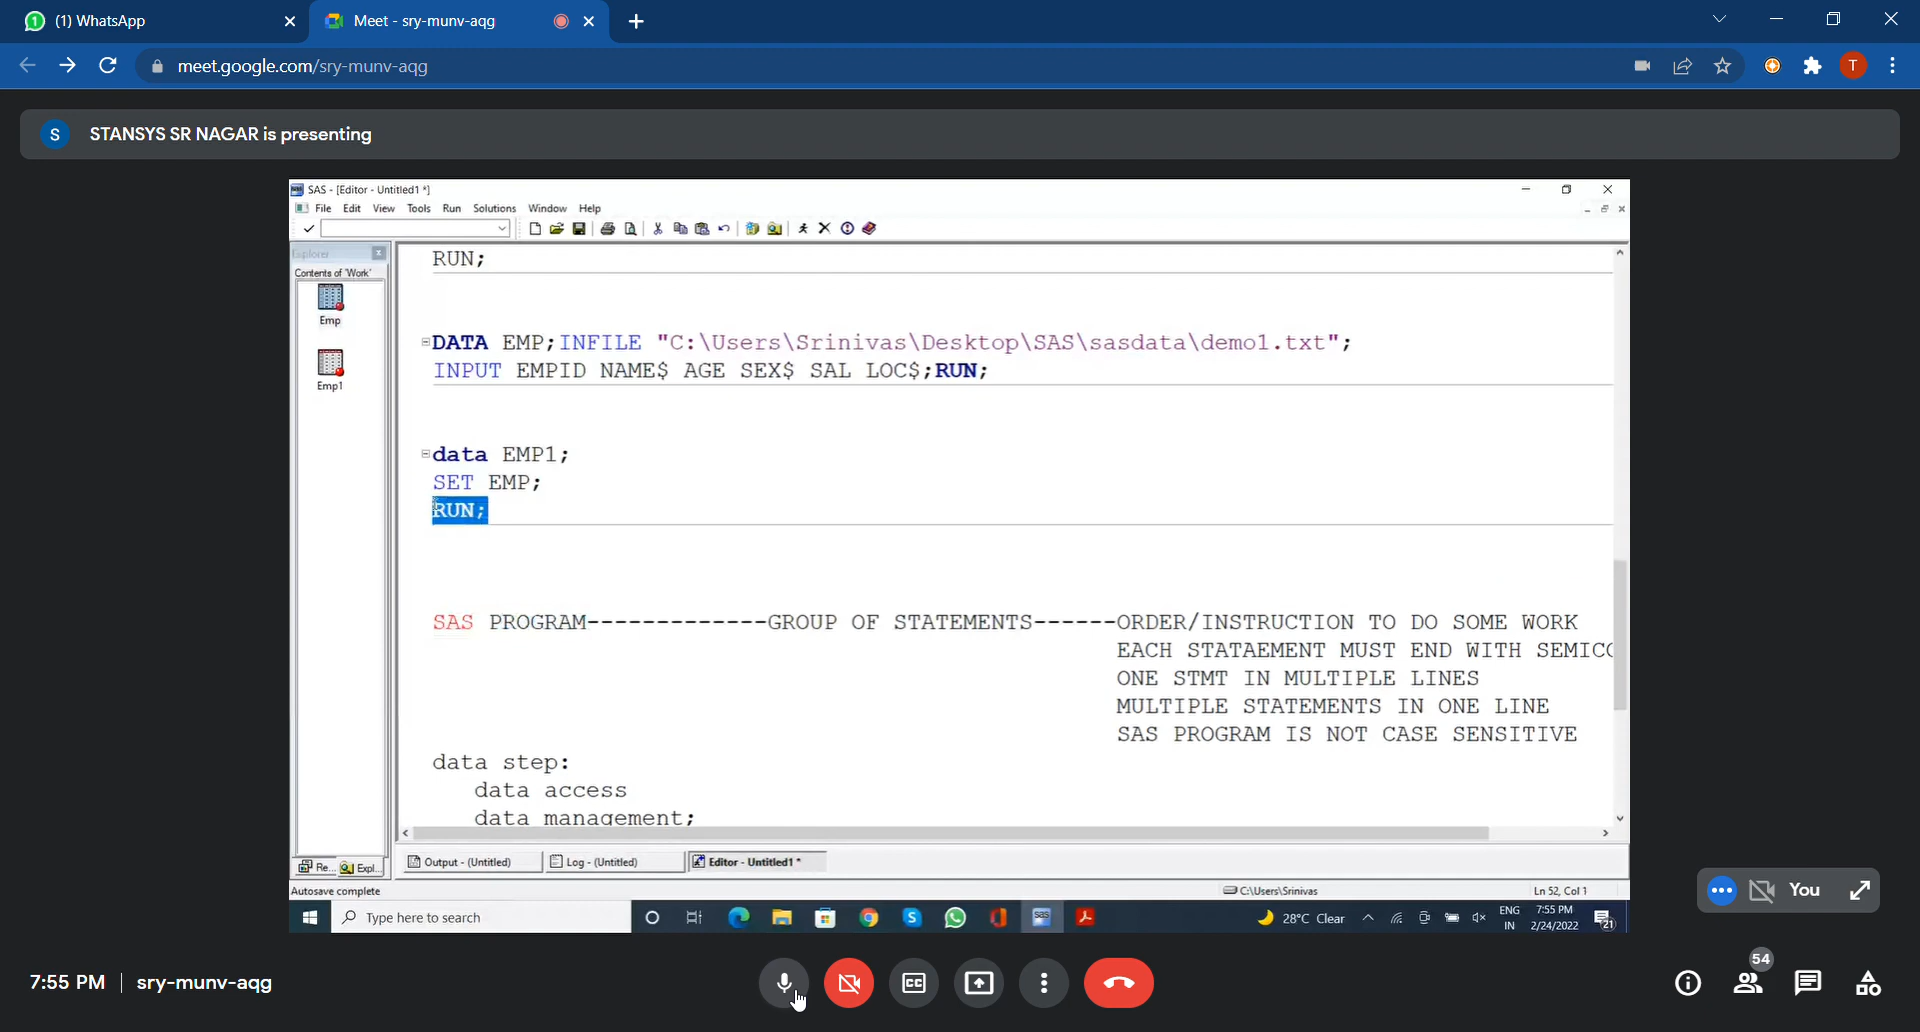 (1) WhatsApp
Meet - sry-munv-aqg
meet.google.com/sry-munv-aqg
T
S STANSYS SR NAGAR is presenting
SAS - [Editor - Untitled1 *]
File Edit View Tools Run Solutions Window Help
Explorer
Contents of 'Work'
Emp
Emp1
RUN;
DATA EMP;INFILE "C:\Users\Srinivas\Desktop\SAS\sasdata\demo1.txt";
INPUT EMPID NAME$ AGE SEX$ SAL LOC$;RUN;
data EMP1;
SET EMP;
RUN;
SAS PROGRAM-------------GROUP OF STATEMENTS------ORDER/INSTRUCTION TO DO SOME WORK
EACH STATAEMENT MUST END WITH SEMICO
ONE STMT IN MULTIPLE LINES
MULTIPLE STATEMENTS IN ONE LINE
SAS PROGRAM IS NOT CASE SENSITIVE
data step:
data access
data management;
Re... Expl...
Output - (Untitled) Log - (Untitled) Editor - Untitled1 *
Autosave complete C:\Users\Srinivas Ln 52, Col 1
Type here to search
28°C Clear
ENG
IN
7:55 PM
2/24/2022
21
You
7:55 PM | sry-munv-aqg
54